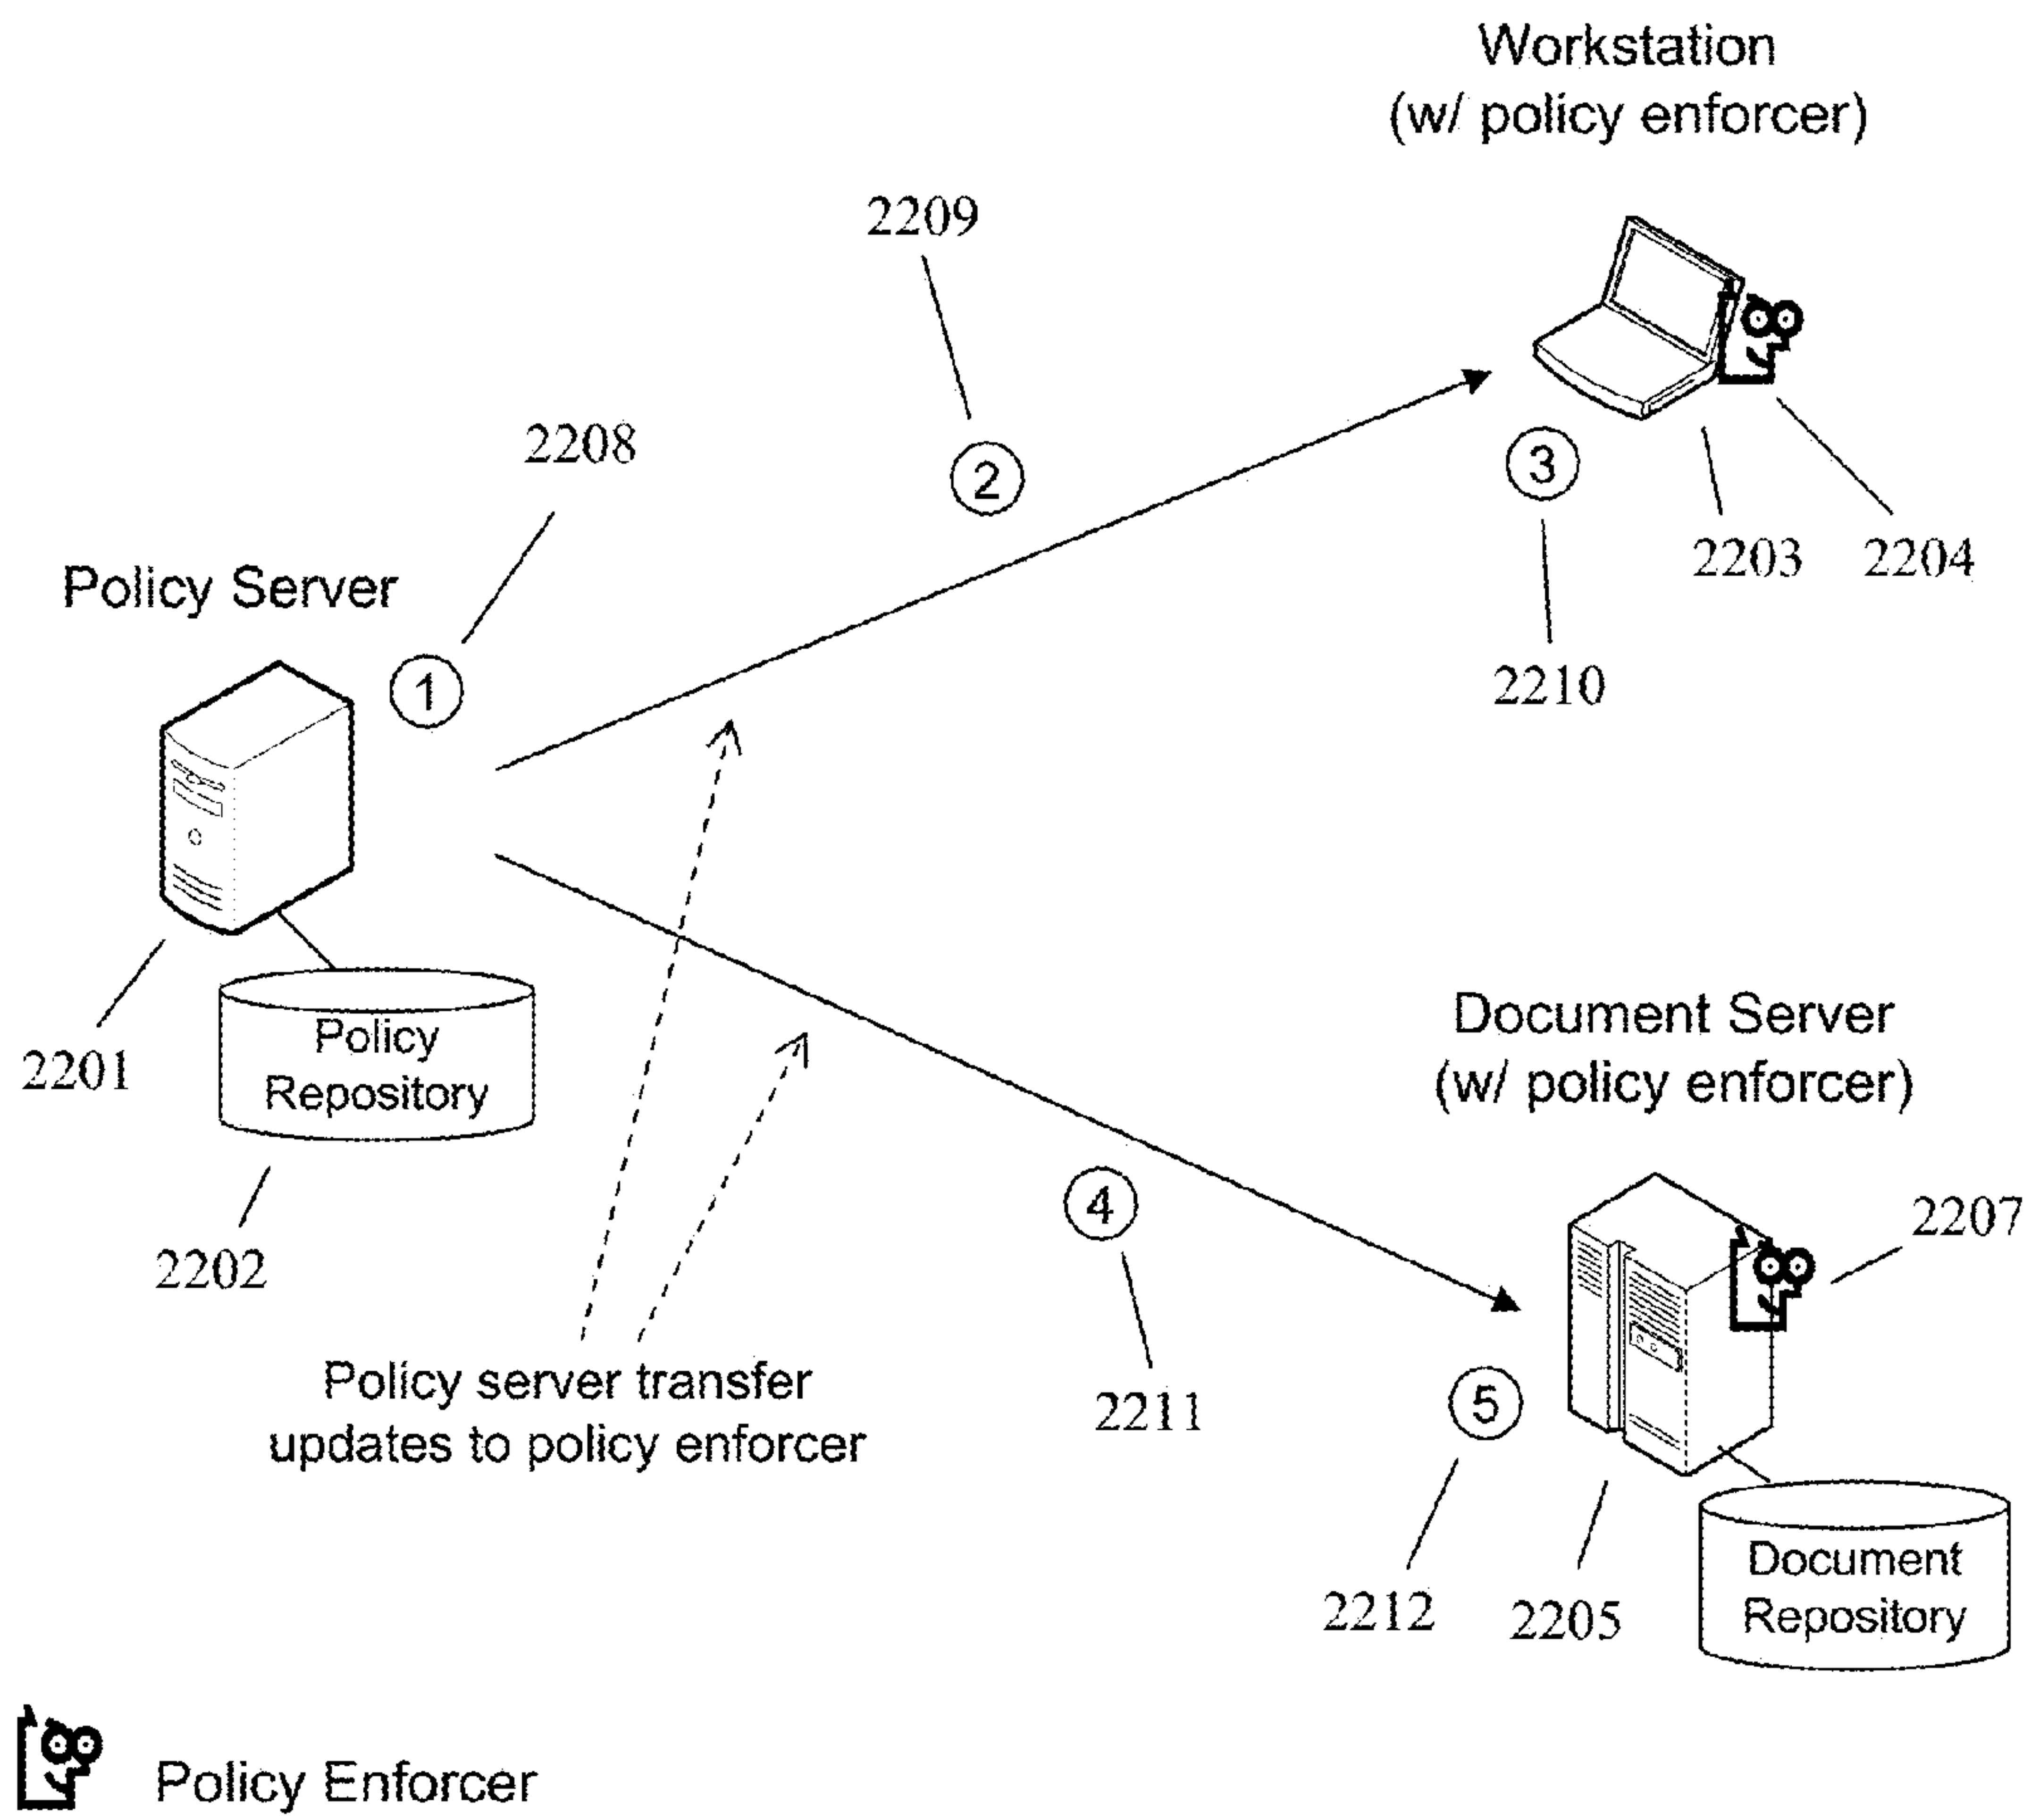 Workstation
(w/ policy enforcer)
2209
2208
2
3
2203
2204
Policy Server
1
2210
Policy
Repository
2201
2202
Document Server
(w/ policy enforcer)
4
2207
Policy server transfer
updates to policy enforcer
2211
5
2212
2205
Document
Repository
Policy Enforcer